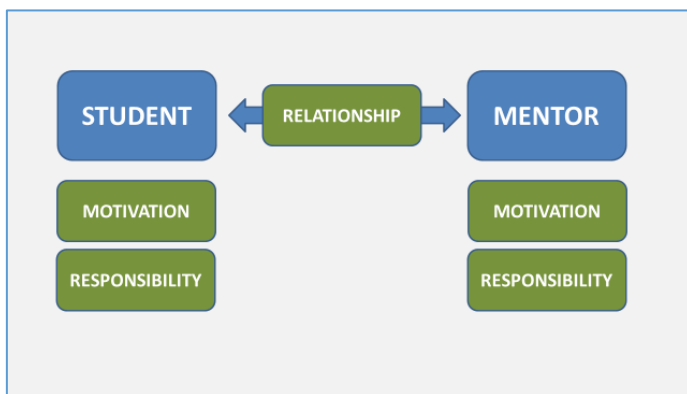 STUDENT
RELATIONSHIP
MENTOR
MOTIVATION
MOTIVATION
RESPONSIBILITY
RESPONSIBILITY